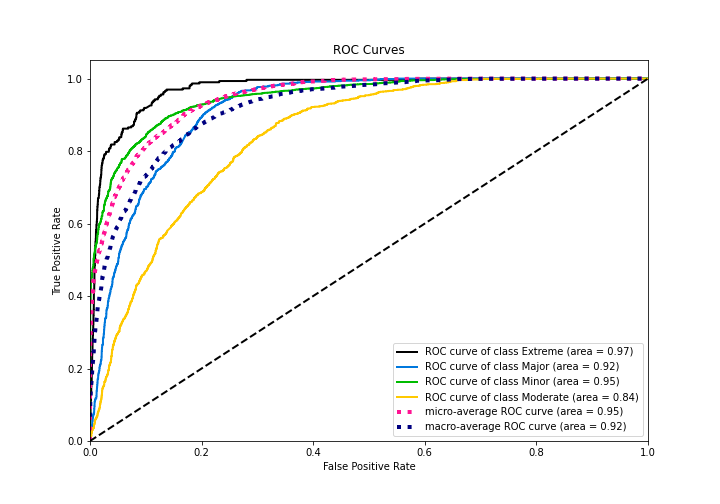 ROC Curves
True Positive Rate
1.0
0.8
0.6
0.4
0.2
0.0
ROC curve of class Extreme (area = 0.97)
ROC curve of class Major (area = 0.92)
ROC curve of class Minor (area = 0.95)
ROC curve of class Moderate (area = 0.84)
micro-average ROC curve (area = 0.95)
macro-average ROC curve (area = 0.92)
0.0 0.2 0.4 0.6 0.8 1.0
False Positive Rate